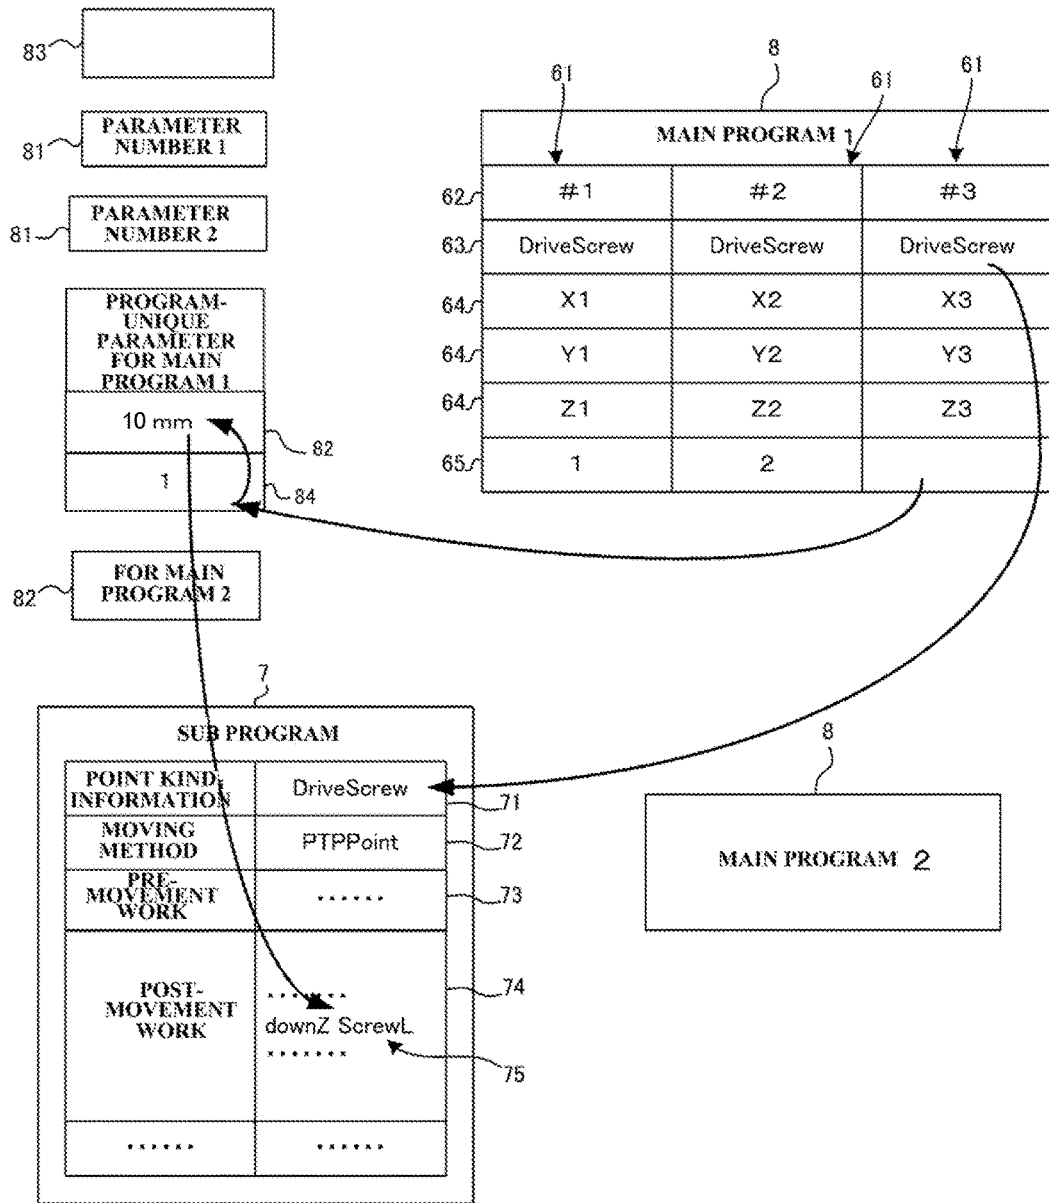 83
81
PARAMETER
NUMBER 1
81
PARAMETER
NUMBER 2
PROGRAM-
UNIQUE
PARAMETER
FOR MAIN
PROGRAM 1
10 mm
82
1
84
82
FOR MAIN
PROGRAM 2
8
61
61
61
MAIN PROGRAM 1
62
#1
#2
#3
63
DriveScrew
DriveScrew
DriveScrew
64
X1
X2
X3
64
Y1
Y2
Y3
64
Z1
Z2
Z3
65
1
2
7
SUB PROGRAM
POINT KIND
INFORMATION
DriveScrew
71
MOVING
METHOD
PTPPoint
72
PRE-
MOVEMENT
WORK
......
73
POST-
MOVEMENT
WORK
.......
downZ ScrewL
.......
74
75
......
......
8
MAIN PROGRAM 2